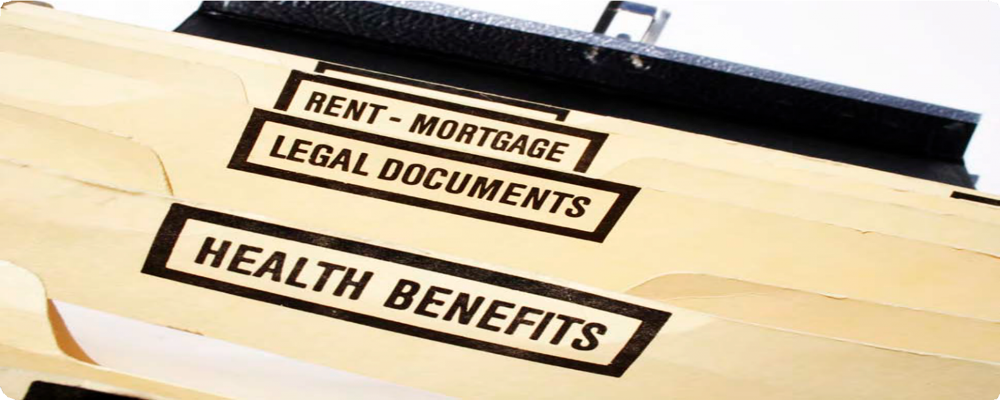 RENT - MORTGAGE
LEGAL DOCUMENTS
HEALTH BENEFITS